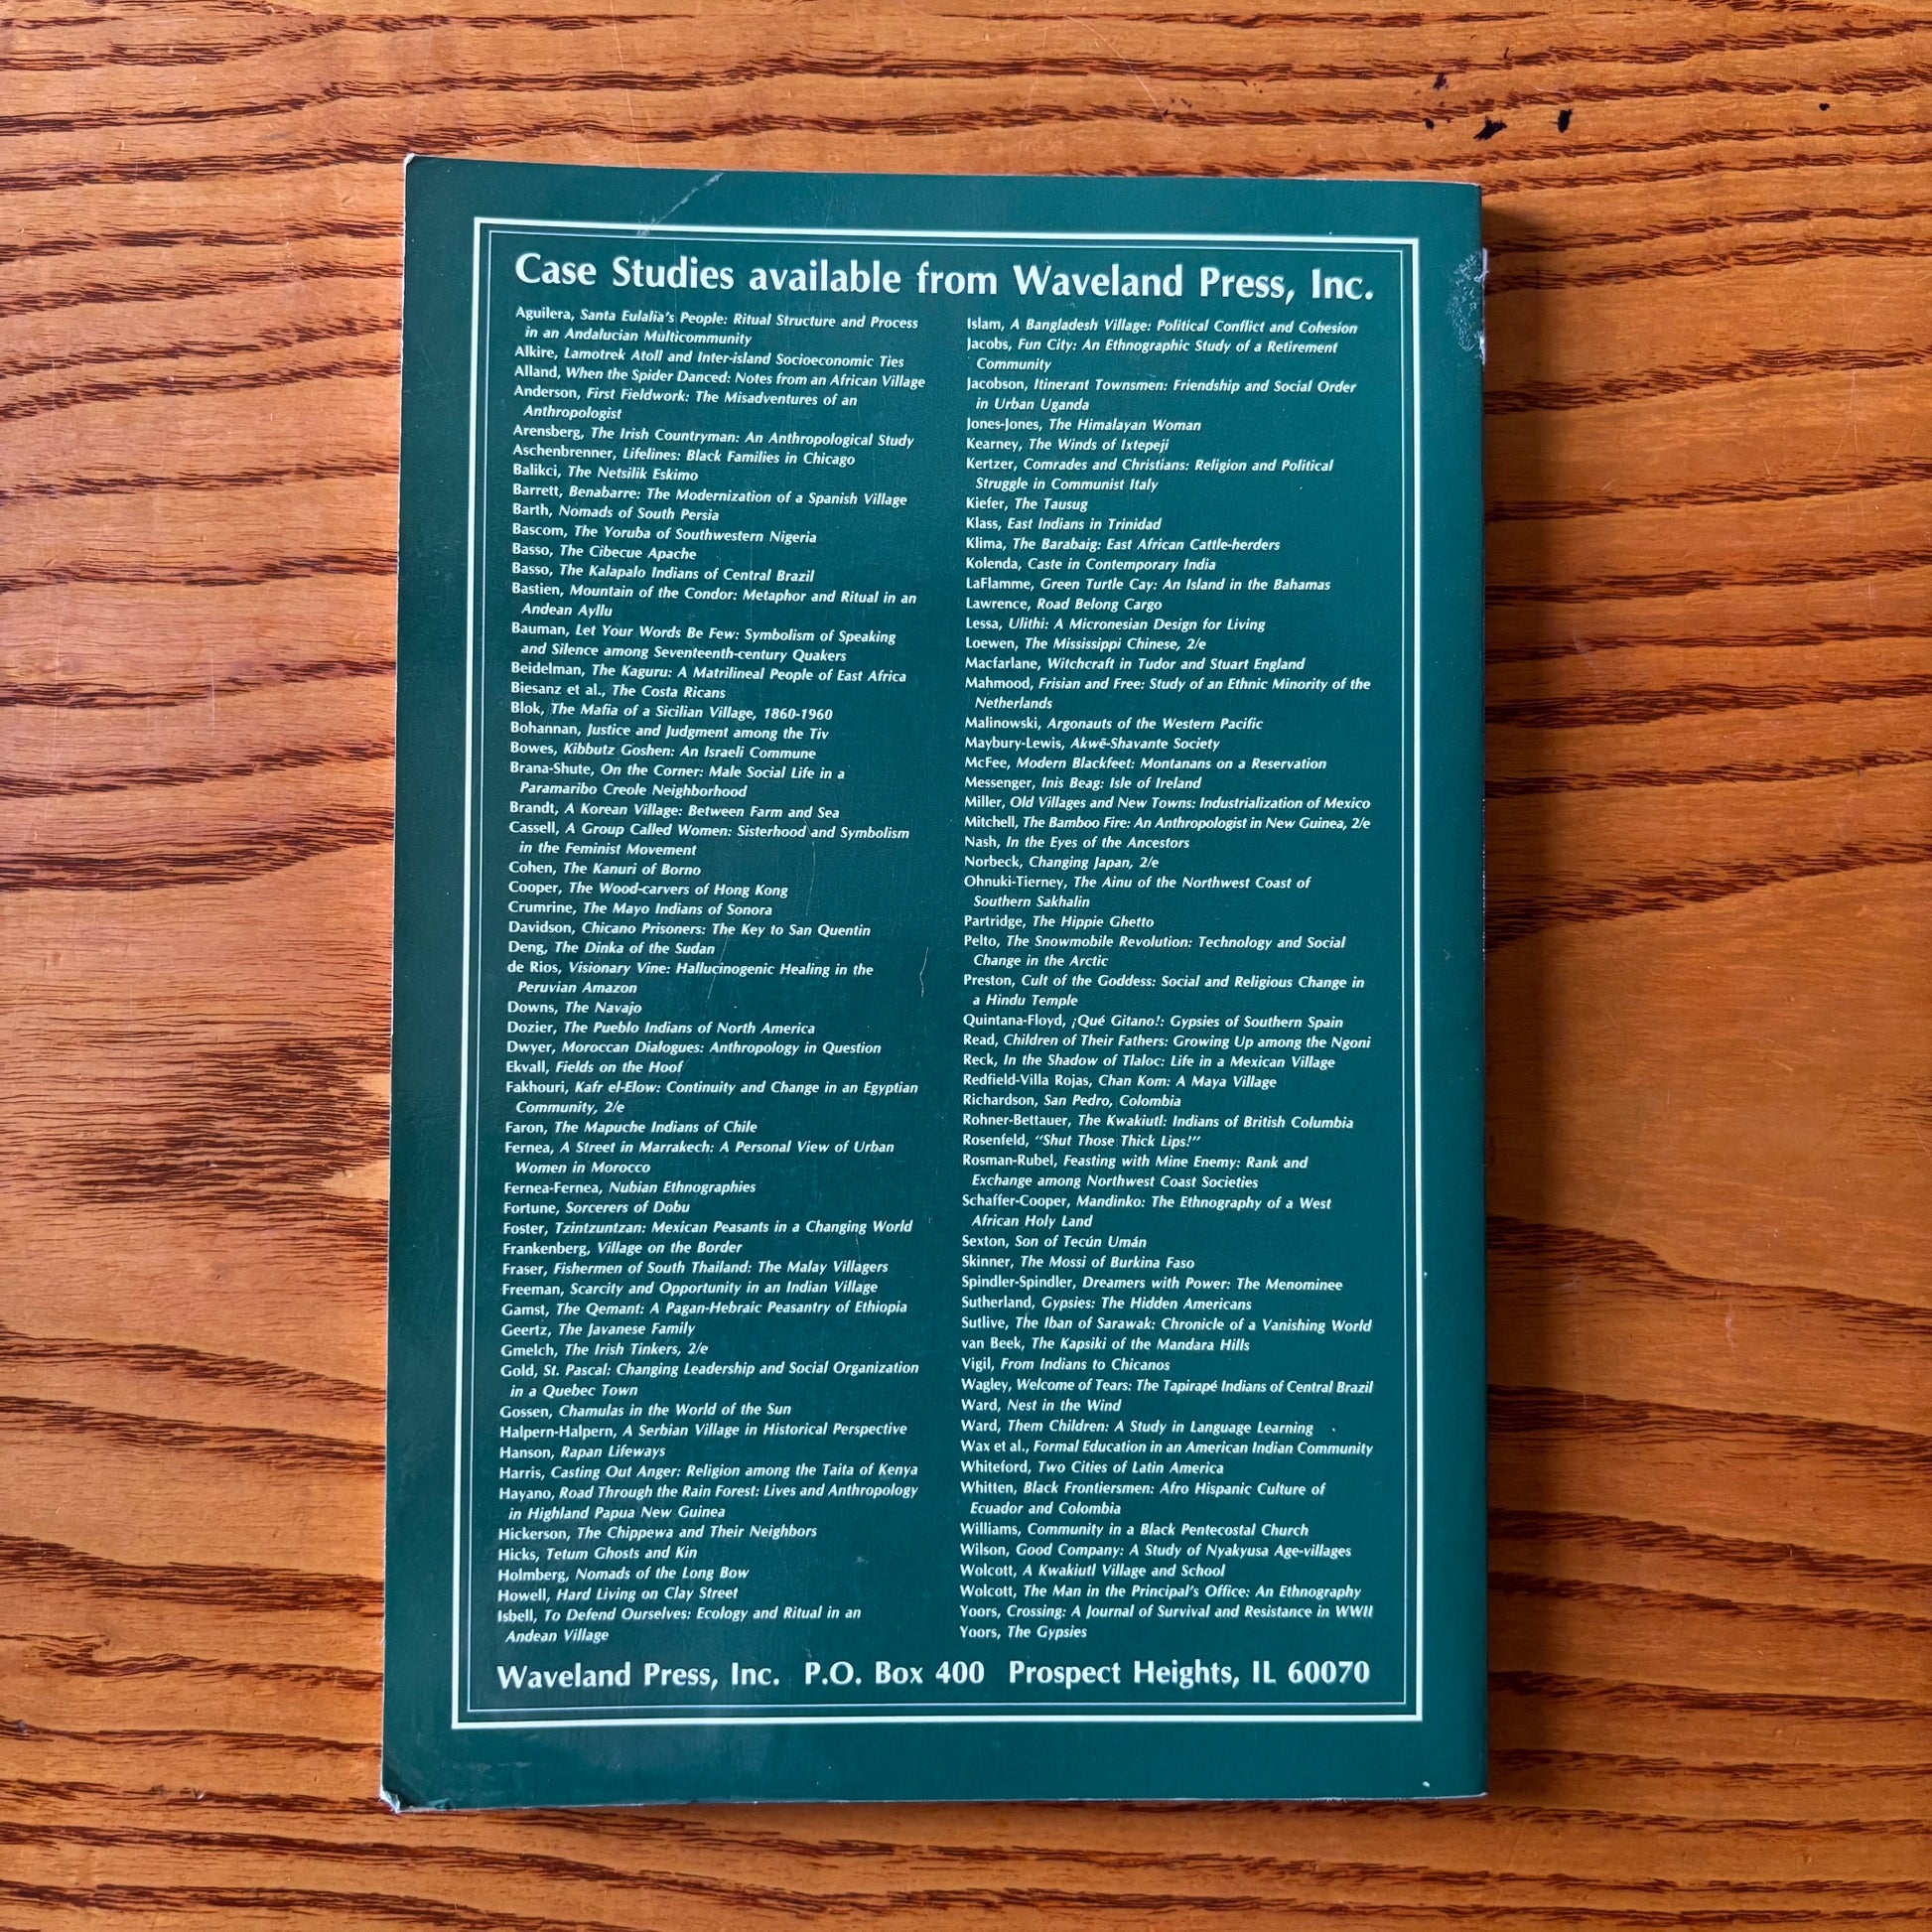 Case Studies available from Waveland Press, Inc.
Aguilera, Santa Eulalia's People: Ritual Structure and Process
in an Andalucian Multicommunity
Alkire, Lamotrek Atoll and Inter-island Socioeconomic Ties
Alland, When the Spider Danced: Notes from an African Village
Anderson, First Fieldwork: The Misadventures of an
Anthropologist
Arensberg, The Irish Countryman: An Anthropological Study
Aschenbrenner, Lifelines: Black Families in Chicago
Balikci, The Netsilik Eskimo
Barrett, Benabarre: The Modernization of a Spanish Village
Barth, Nomads of South Persia
Bascom, The Yoruba of Southwestern Nigeria
Basso, The Cibecue Apache
Basso, The Kalapalo Indians of Central Brazil
Bastien, Mountain of the Condor: Metaphor and Ritual in an
Andean Ayllu
Bauman, Let Your Words Be Few: Symbolism of Speaking
and Silence among Seventeenth-century Quakers
Beidelman, The Kaguru: A Matrilineal People of East Africa
Biesanz et al., The Costa Ricans
Blok, The Mafia of a Sicilian Village, 1860-1960
Bohannan, Justice and Judgment among the Tiv
Bowes, Kibbutz Goshen: An Israeli Commune
Brana-Shute, On the Corner: Male Social Life in a
Paramaribo Creole Neighborhood
Brandt, A Korean Village: Between Farm and Sea
Cassell, A Group Called Women: Sisterhood and Symbolism
in the Feminist Movement
Cohen, The Kanuri of Borno
Cooper, The Wood-carvers of Hong Kong
Crumrine, The Mayo Indians of Sonora
Davidson, Chicano Prisoners: The Key to San Quentin
Deng, The Dinka of the Sudan
de Rios, Visionary Vine: Hallucinogenic Healing in the
Peruvian Amazon
Downs, The Navajo
Dozier, The Pueblo Indians of North America
Dwyer, Moroccan Dialogues: Anthropology in Question
Ekvall, Fields on the Hoof
Fakhouri, Kafr el-Elow: Continuity and Change in an Egyptian
Community, 2/e
Faron, The Mapuche Indians of Chile
Fernea, A Street in Marrakech: A Personal View of Urban
Women in Morocco
Fernea-Fernea, Nubian Ethnographies
Fortune, Sorcerers of Dobu
Foster, Tzintzuntzan: Mexican Peasants in a Changing World
Frankenberg, Village on the Border
Fraser, Fishermen of South Thailand: The Malay Villagers
Freeman, Scarcity and Opportunity in an Indian Village
Gamst, The Qemant: A Pagan-Hebraic Peasantry of Ethiopia
Geertz, The Javanese Family
Gmelch, The Irish Tinkers, 2/e
Gold, St. Pascal: Changing Leadership and Social Organization
in a Quebec Town
Gossen, Chamulas in the World of the Sun
Halpern-Halpern, A Serbian Village in Historical Perspective
Hanson, Rapan Lifeways
Harris, Casting Out Anger: Religion among the Taita of Kenya
Hayano, Road Through the Rain Forest: Lives and Anthropology
in Highland Papua New Guinea
Hickerson, The Chippewa and Their Neighbors
Hicks, Tetum Ghosts and Kin
Holmberg, Nomads of the Long Bow
Howell, Hard Living on Clay Street
Isbell, To Defend Ourselves: Ecology and Ritual in an
Andean Village
Islam, A Bangladesh Village: Political Conflict and Cohesion
Jacobs, Fun City: An Ethnographic Study of a Retirement
Community
Jacobson, Itinerant Townsmen: Friendship and Social Order
in Urban Uganda
Jones-Jones, The Himalayan Woman
Kearney, The Winds of Ixtepeji
Kertzer, Comrades and Christians: Religion and Political
Struggle in Communist Italy
Kiefer, The Tausug
Klass, East Indians in Trinidad
Klima, The Barabaig: East African Cattle-herders
Kolenda, Caste in Contemporary India
LaFlamme, Green Turtle Cay: An Island in the Bahamas
Lawrence, Road Belong Cargo
Lessa, Ulithi: A Micronesian Design for Living
Loewen, The Mississippi Chinese, 2/e
Macfarlane, Witchcraft in Tudor and Stuart England
Mahmood, Frisian and Free: Study of an Ethnic Minority of the
Netherlands
Malinowski, Argonauts of the Western Pacific
Maybury-Lewis, Akwẽ-Shavante Society
McFee, Modern Blackfeet: Montanans on a Reservation
Messenger, Inis Beag: Isle of Ireland
Miller, Old Villages and New Towns: Industrialization of Mexico
Mitchell, The Bamboo Fire: An Anthropologist in New Guinea, 2/e
Nash, In the Eyes of the Ancestors
Norbeck, Changing Japan, 2/e
Ohnuki-Tierney, The Ainu of the Northwest Coast of
Southern Sakhalin
Partridge, The Hippie Ghetto
Pelto, The Snowmobile Revolution: Technology and Social
Change in the Arctic
Preston, Cult of the Goddess: Social and Religious Change in
a Hindu Temple
Quintana-Floyd, ¡Qué Gitano!: Gypsies of Southern Spain
Read, Children of Their Fathers: Growing Up among the Ngoni
Reck, In the Shadow of Tlaloc: Life in a Mexican Village
Redfield-Villa Rojas, Chan Kom: A Maya Village
Richardson, San Pedro, Colombia
Rohner-Bettauer, The Kwakiutl: Indians of British Columbia
Rosenfeld, "Shut Those Thick Lips!"
Rosman-Rubel, Feasting with Mine Enemy: Rank and
Exchange among Northwest Coast Societies
Schaffer-Cooper, Mandinko: The Ethnography of a West
African Holy Land
Sexton, Son of Tecún Umán
Skinner, The Mossi of Burkina Faso
Spindler-Spindler, Dreamers with Power: The Menominee
Sutherland, Gypsies: The Hidden Americans
Sutlive, The Iban of Sarawak: Chronicle of a Vanishing World
van Beek, The Kapsiki of the Mandara Hills
Vigil, From Indians to Chicanos
Wagley, Welcome of Tears: The Tapirapé Indians of Central Brazil
Ward, Nest in the Wind
Ward, Them Children: A Study in Language Learning
Wax et al., Formal Education in an American Indian Community
Whiteford, Two Cities of Latin America
Whitten, Black Frontiersmen: Afro Hispanic Culture of
Ecuador and Colombia
Williams, Community in a Black Pentecostal Church
Wilson, Good Company: A Study of Nyakyusa Age-villages
Wolcott, A Kwakiutl Village and School
Wolcott, The Man in the Principal's Office: An Ethnography
Yoors, Crossing: A Journal of Survival and Resistance in WWII
Yoors, The Gypsies
Waveland Press, Inc. P.O. Box 400 Prospect Heights, IL 60070